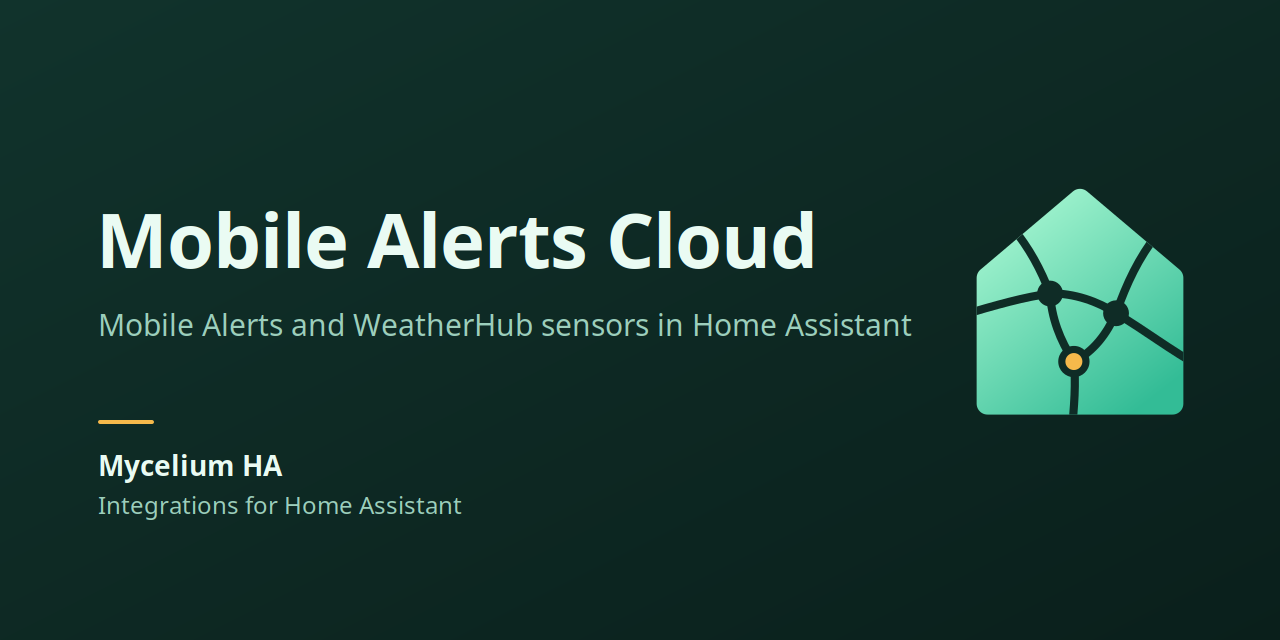 Mobile Alerts Cloud
Mobile Alerts and WeatherHub sensors in Home Assistant
Mycelium HA
Integrations for Home Assistant